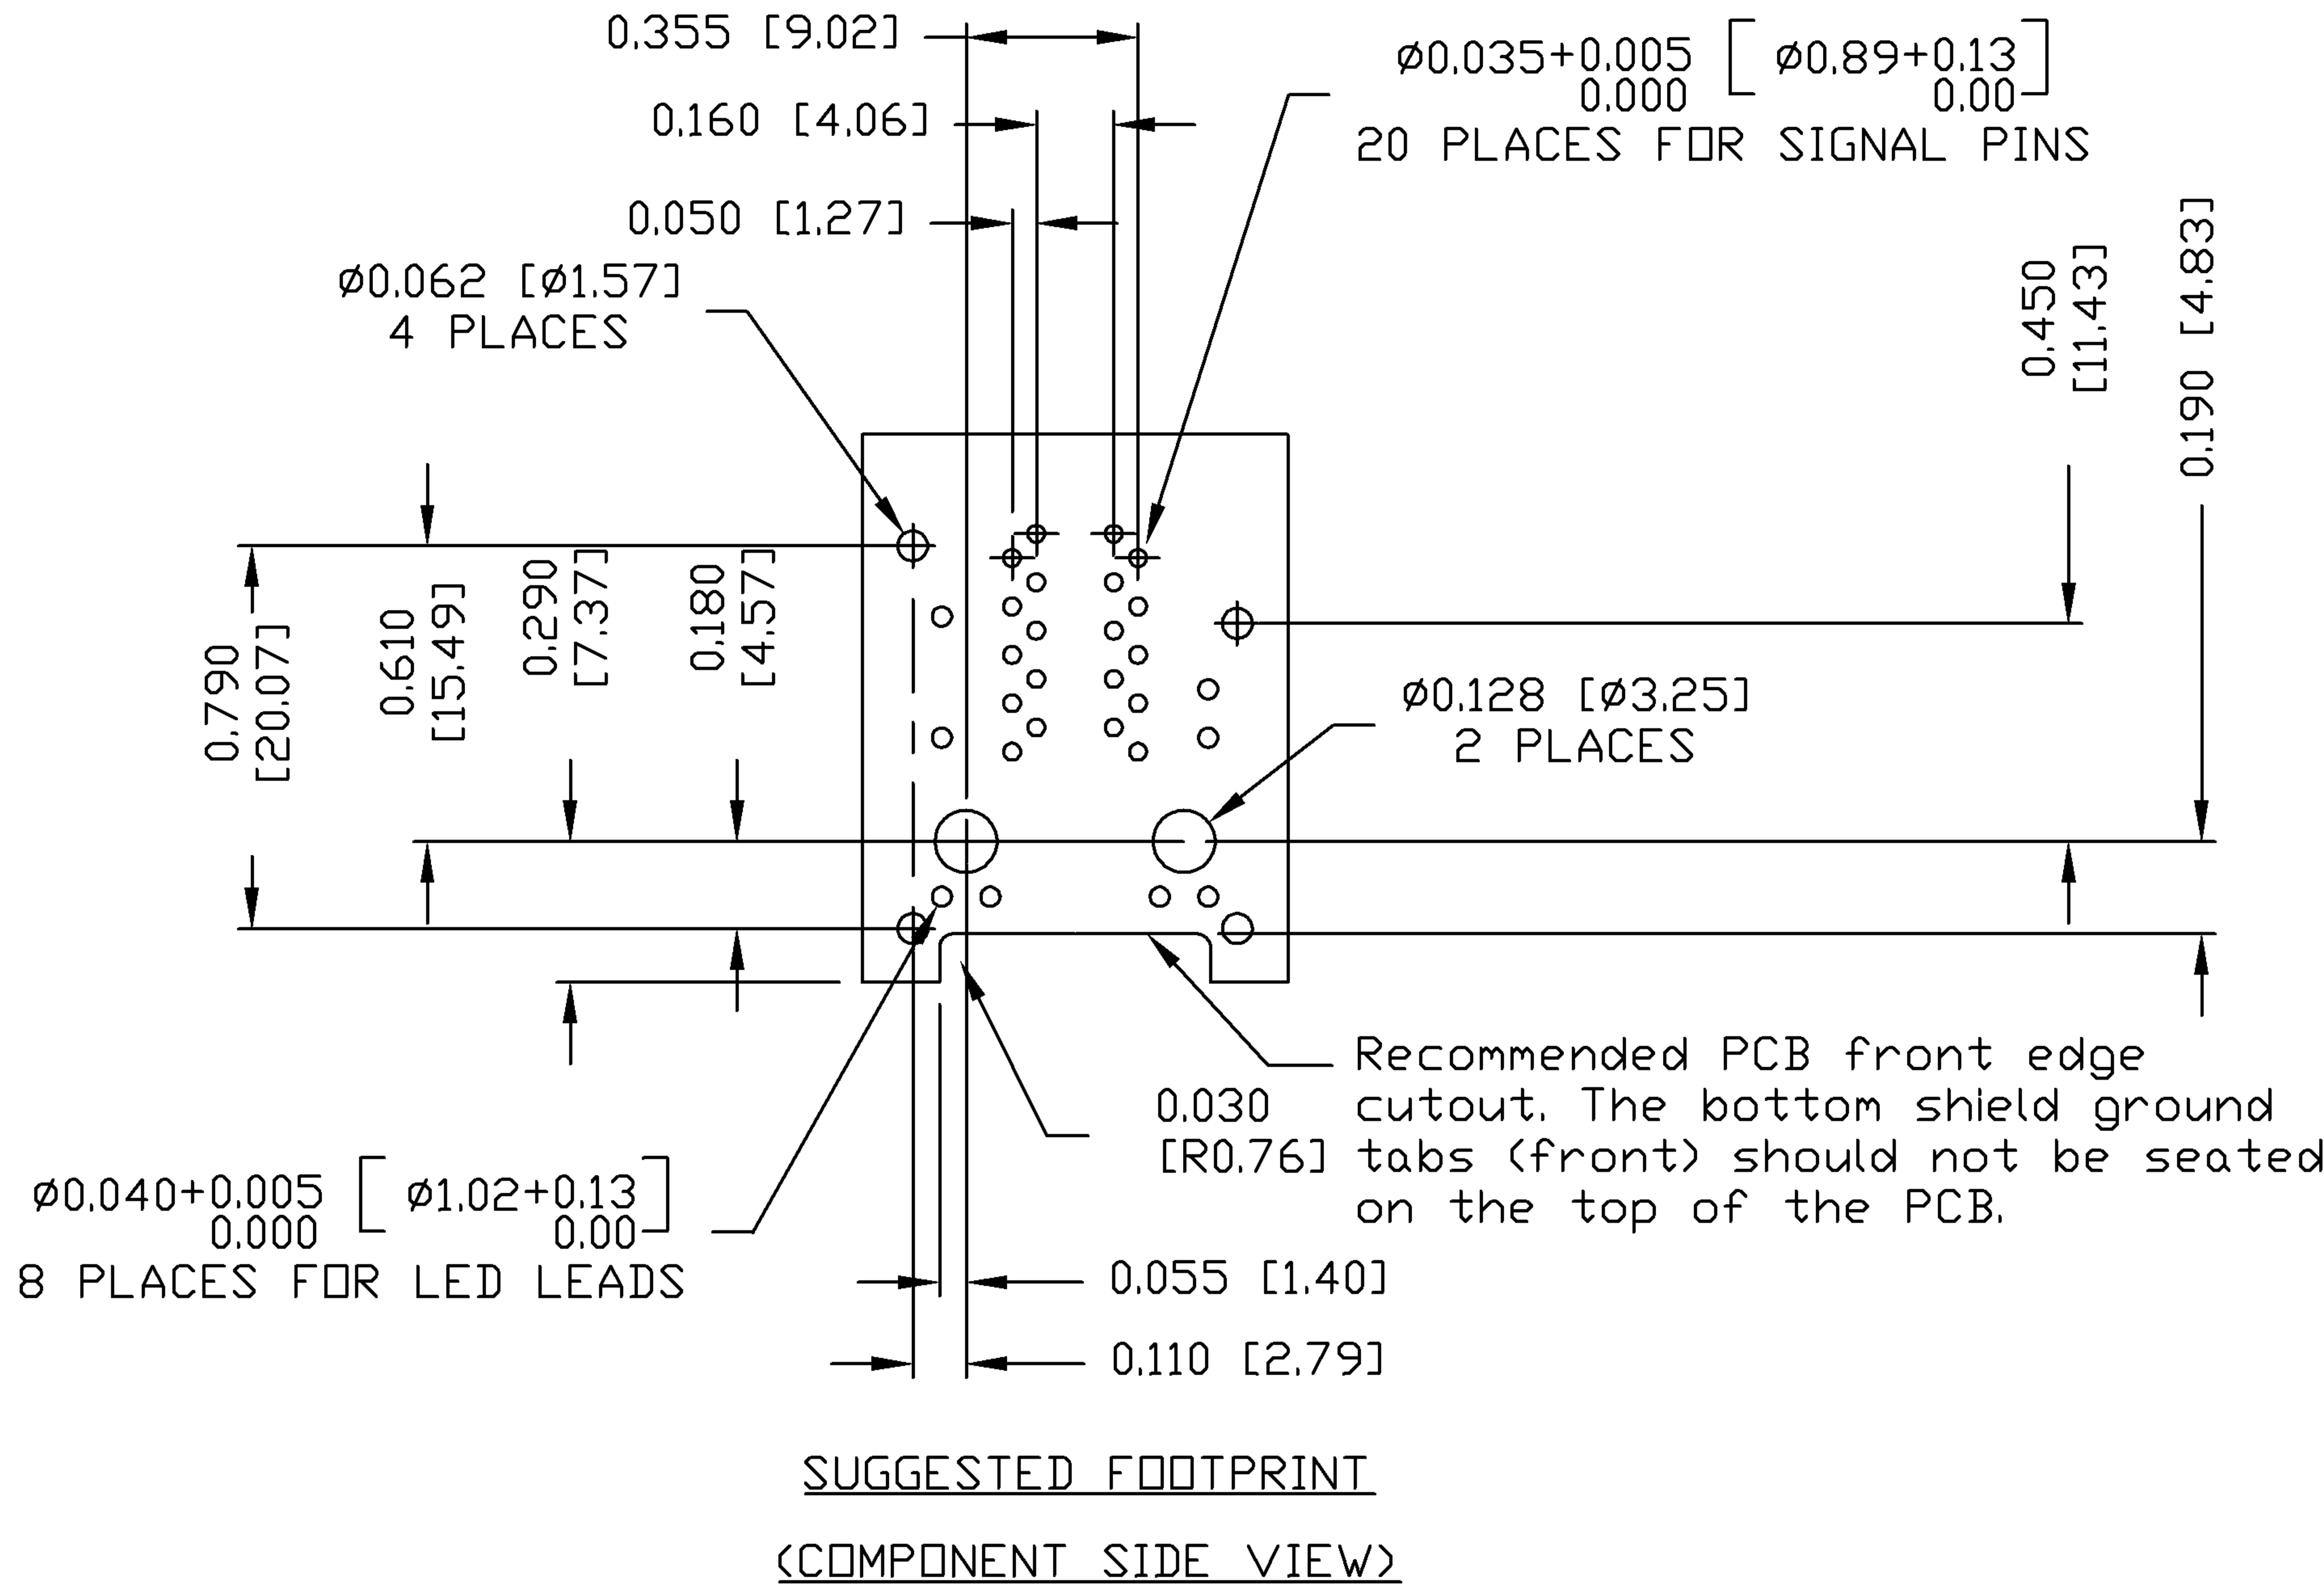 0.355 [9.02]
0.160 [4.06]
0.050 [1.27]
ø0.062 [ø1.57]
4 PLACES
ø0.035+0.005 [ø0.89+0.13]
0.000 0.00
20 PLACES FOR SIGNAL PINS
0.450
[11.43]
0.190 [4.83]
0.790
[20.07]
0.610
[15.49]
0.290
[7.37]
0.180
[4.57]
ø0.128 [ø3.25]
2 PLACES
Recommended PCB front edge
cutout. The bottom shield ground
tabs (front) should not be seated
on the top of the PCB.
0.030
[R0.76]
ø0.040+0.005 [ø1.02+0.13]
0.000 0.00
8 PLACES FOR LED LEADS
0.055 [1.40]
0.110 [2.79]
SUGGESTED FOOTPRINT
(COMPONENT SIDE VIEW)